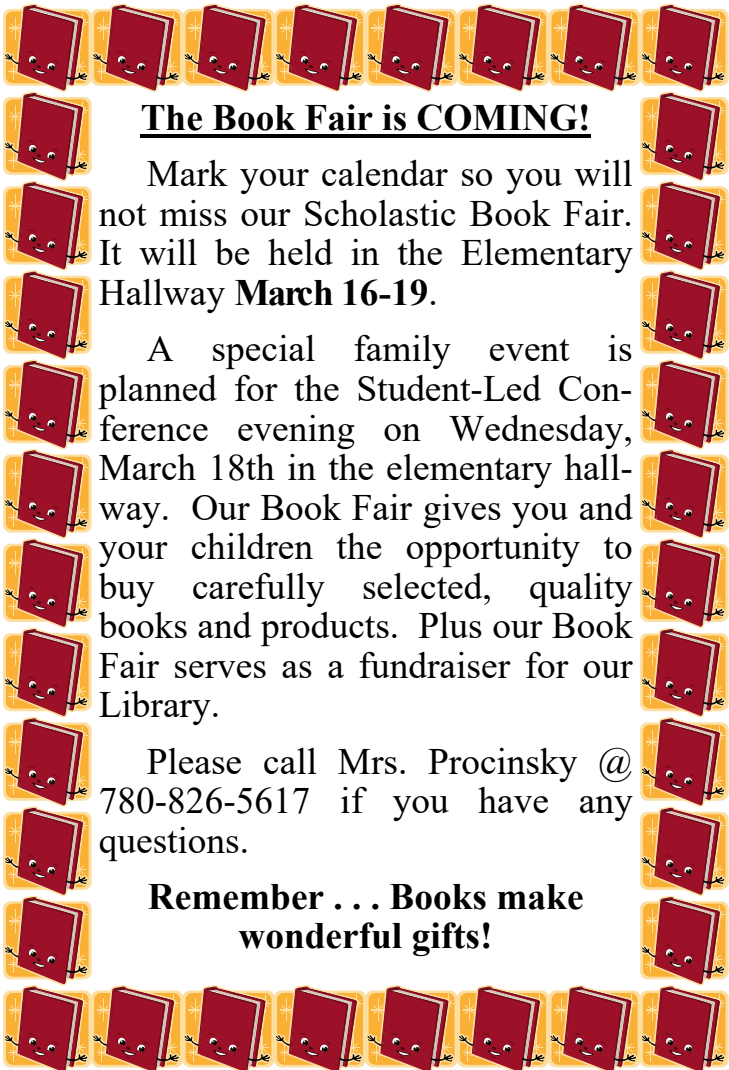 The Book Fair is COMING!
Mark your calendar so you will
not miss our Scholastic Book Fair.
It will be held in the Elementary
Hallway March 16-19.
A special family event is
planned for the Student-Led Con-
ference evening on Wednesday,
March 18th in the elementary hall-
way.  Our Book Fair gives you and
your children the opportunity to
buy carefully selected, quality
books and products.  Plus our Book
Fair serves as a fundraiser for our
Library.
Please call Mrs. Procinsky @
780-826-5617 if you have any
questions.
Remember . . . Books make
wonderful gifts!